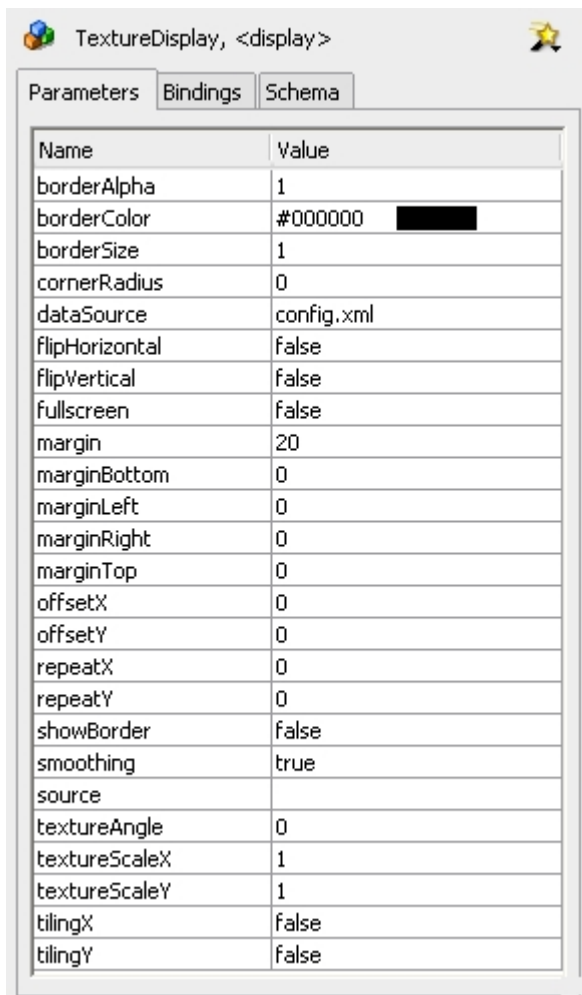 TextureDisplay, <display>
Parameters Bindings Schema
Name Value
borderAlpha 1
borderColor #000000
borderSize 1
cornerRadius 0
dataSource config.xml
flipHorizontal false
flipVertical false
fullscreen false
margin 20
marginBottom 0
marginLeft 0
marginRight 0
marginTop 0
offsetX 0
offsetY 0
repeatX 0
repeatY 0
showBorder false
smoothing true
source
textureAngle 0
textureScaleX 1
textureScaleY 1
tilingX false
tilingY false